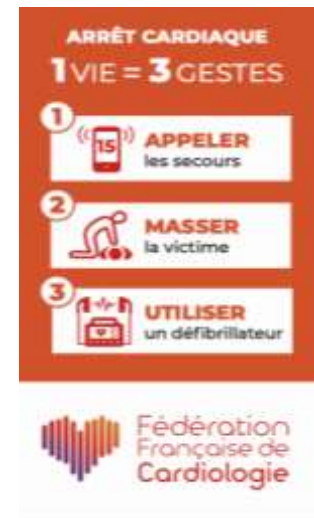 ARRÊT CARDIAQUE
1 VIE = 3 GESTES
1
15
APPELER
les secours
2
MASSER
la victime
3
UTILISER
un défibrillateur
Fédération
Française de
Cardiologie